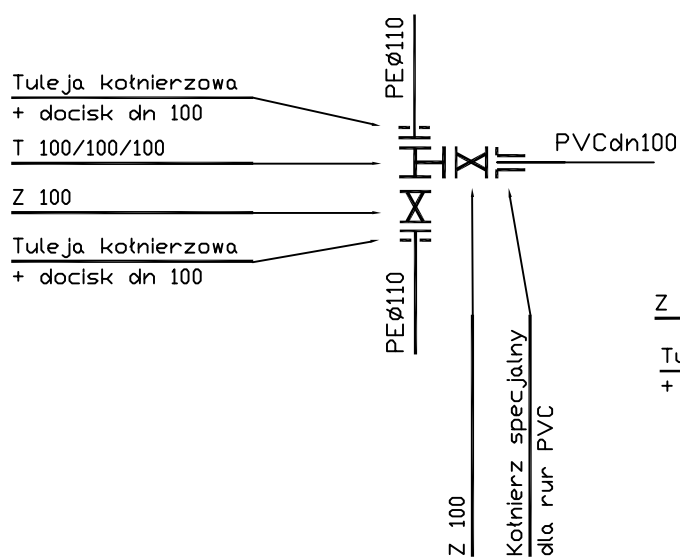 PEø110
Tuleja kołnierzowa
+ docisk dn 100
T 100/100/100
PVCdn100
Z 100
Tuleja kołnierzowa
+ docisk dn 100
PEø110
Z 100
Kołnierz specjalny
dla rur PVC
Z
+